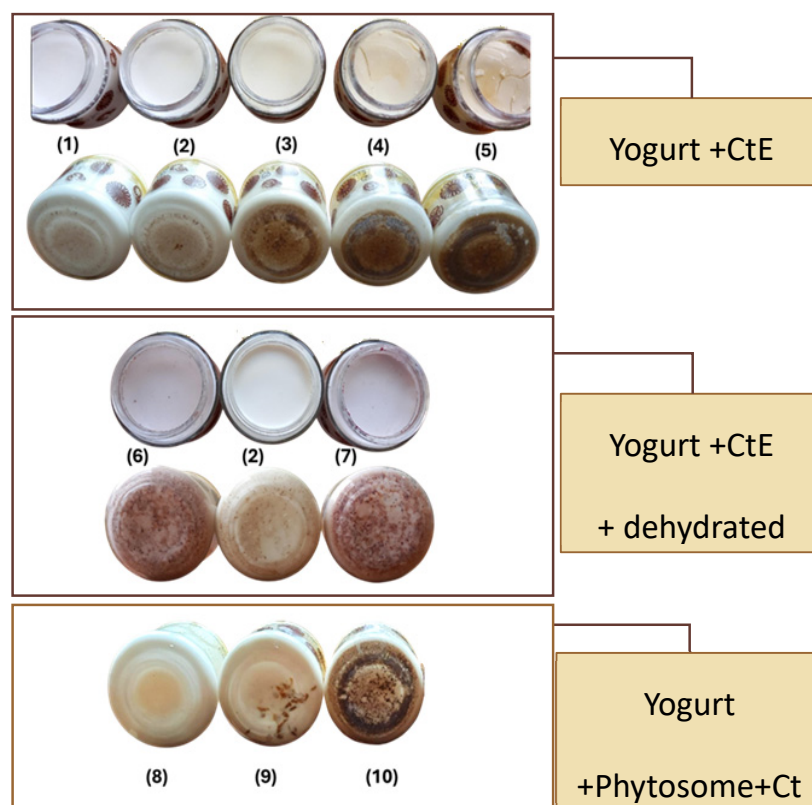 (1) (2) (3) (4) (5)
Yogurt +CtE
(6) (2) (7)
Yogurt +CtE
+ dehydrated
(8) (9) (10)
Yogurt
+Phytosome+Ct